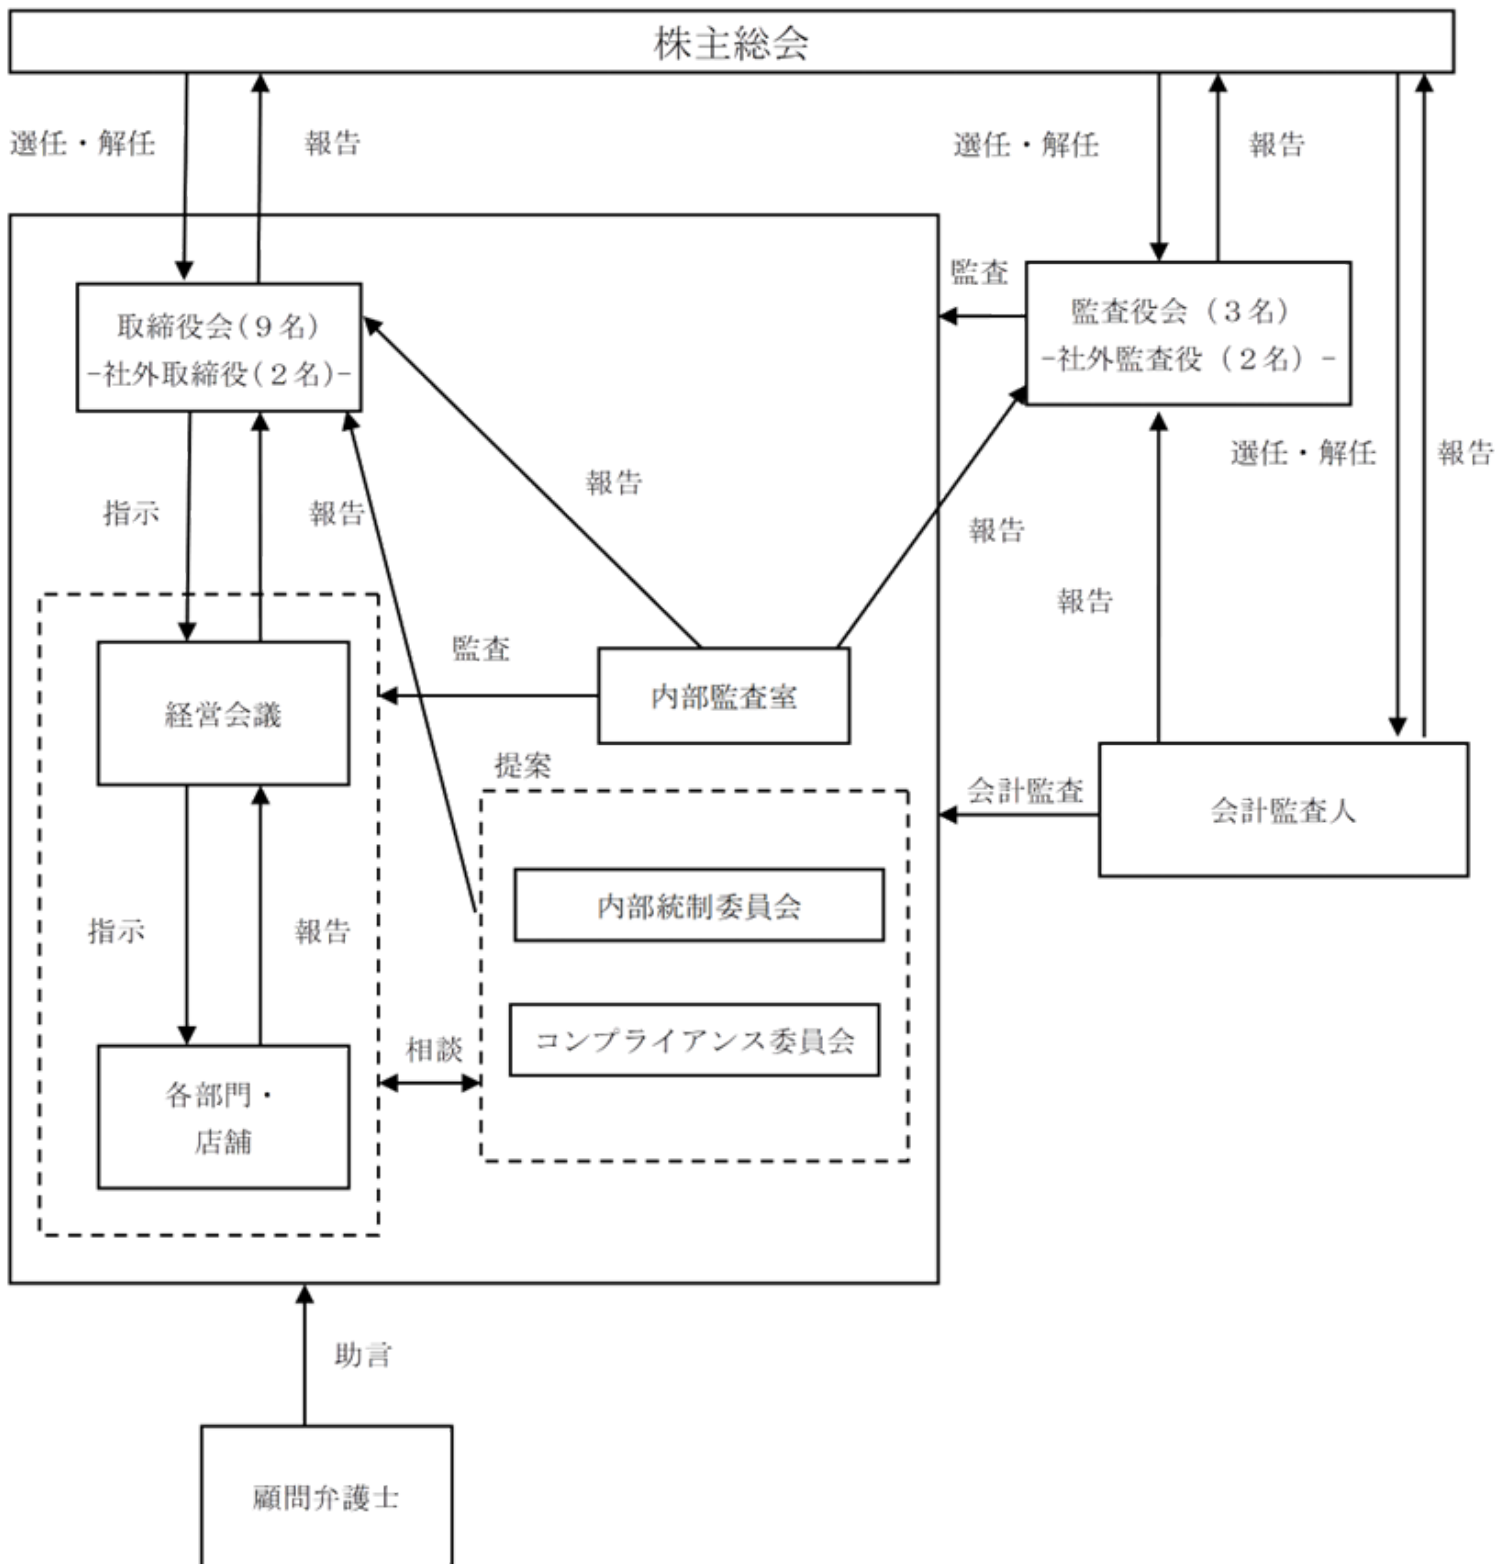 株主総会
選任・解任
報告
選任・解任
報告
監査
取締役会(９名)
-社外取締役(２名)-
監査役会（３名）
-社外監査役（２名）-
選任・解任
報告
報告
指示
報告
報告
報告
監査
内部監査室
経営会議
提案
会計監査
会計監査人
内部統制委員会
指示
報告
コンプライアンス委員会
相談
各部門・
店舗
助言
顧問弁護士